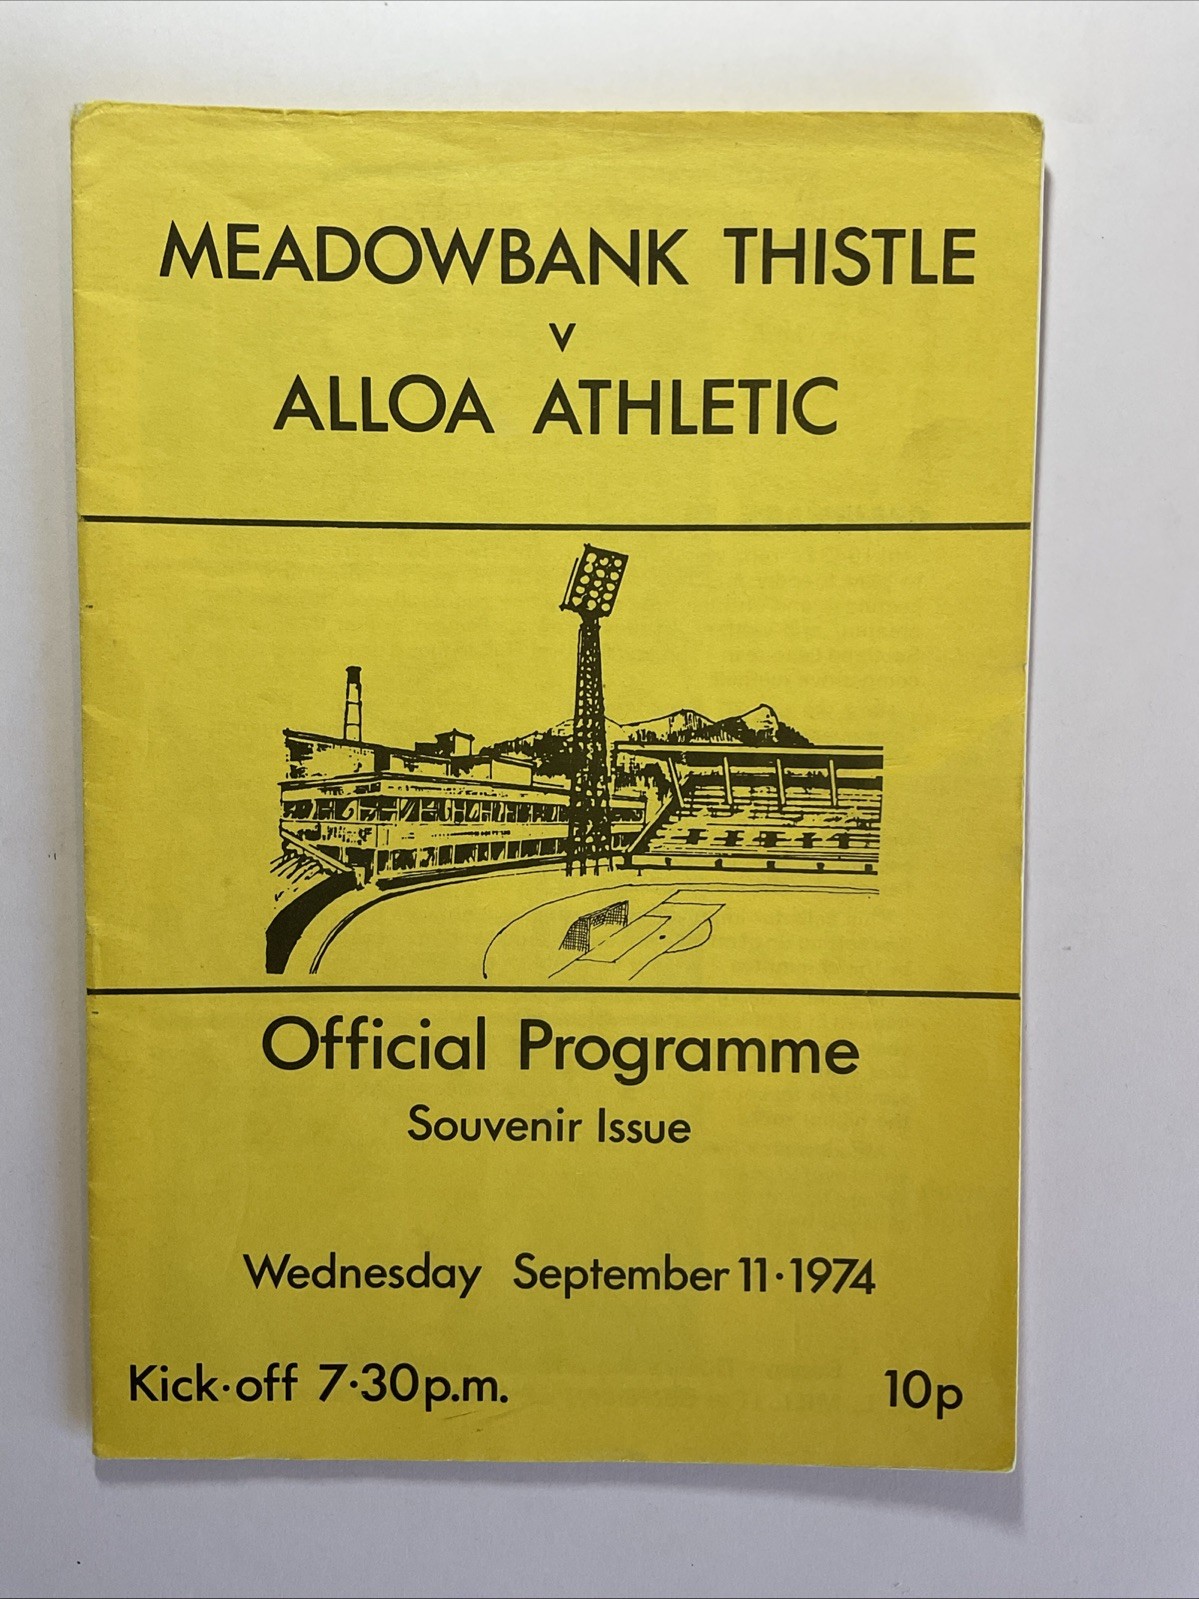 MEADOWBANK THISTLE
v
ALLOA ATHLETIC
Official Programme
Souvenir Issue
Wednesday September 11·1974
Kick·off 7·30p.m. 10p